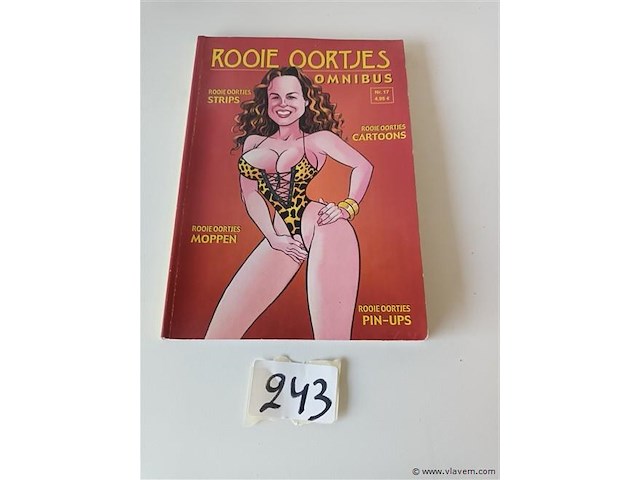 ROOIE OORTJES
OMNIBUS
Nr. 17
4,95 €
ROOIE OORTJES
STRIPS
ROOIE OORTJES
CARTOONS
ROOIE OORTJES
MOPPEN
ROOIE OORTJES
PIN-UPS
243
© www.vlavem.com